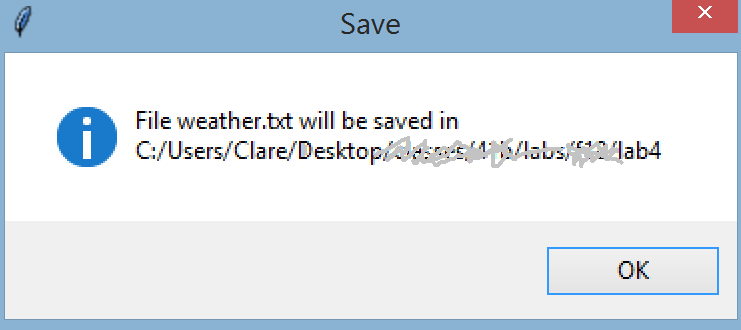 Save
File weather.txt will be saved in
C:/Users/Clare/Desktop/ /labs/ /lab4
OK